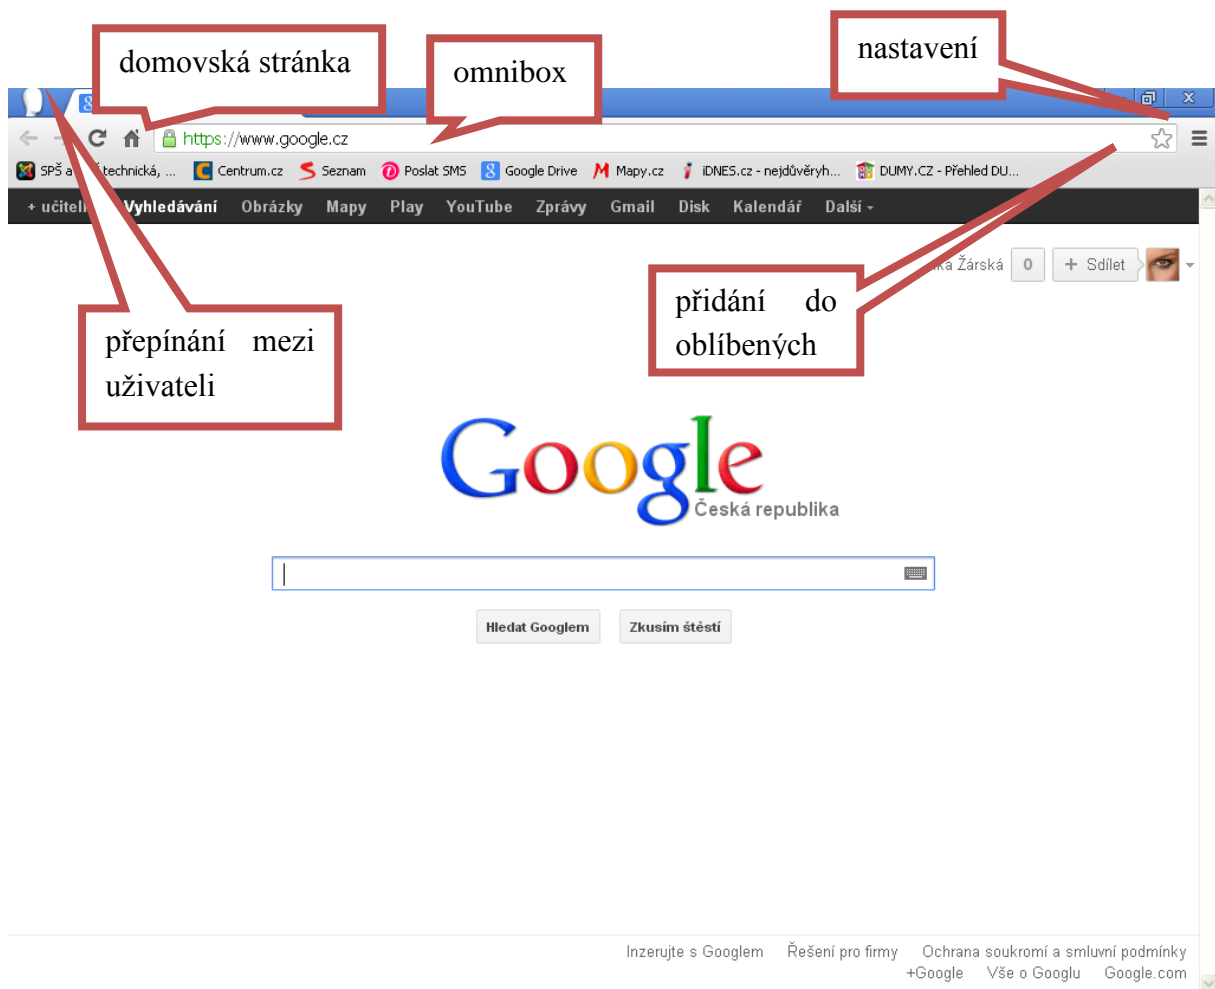 domovská stránka
omnibox
nastavení
https://www.google.cz
SPŠ a technická, ... Centrum.cz Seznam Poslat SMS Google Drive Mapy.cz iDNES.cz - nejdůvěryh... DUMY.CZ - Přehled DU...
Vyhledávání Obrázky Mapy Play YouTube Zprávy Gmail Disk Kalendář Další
Žárská 0 + Sdílet
přidání do
oblíbených
přepínání mezi
uživateli
Google
Česká republika
Hledat Googlem Zkusím štěstí
Inzerujte s Googlem Řešení pro firmy Ochrana soukromí a smluvní podmínky
+Google Vše o Googlu Google.com